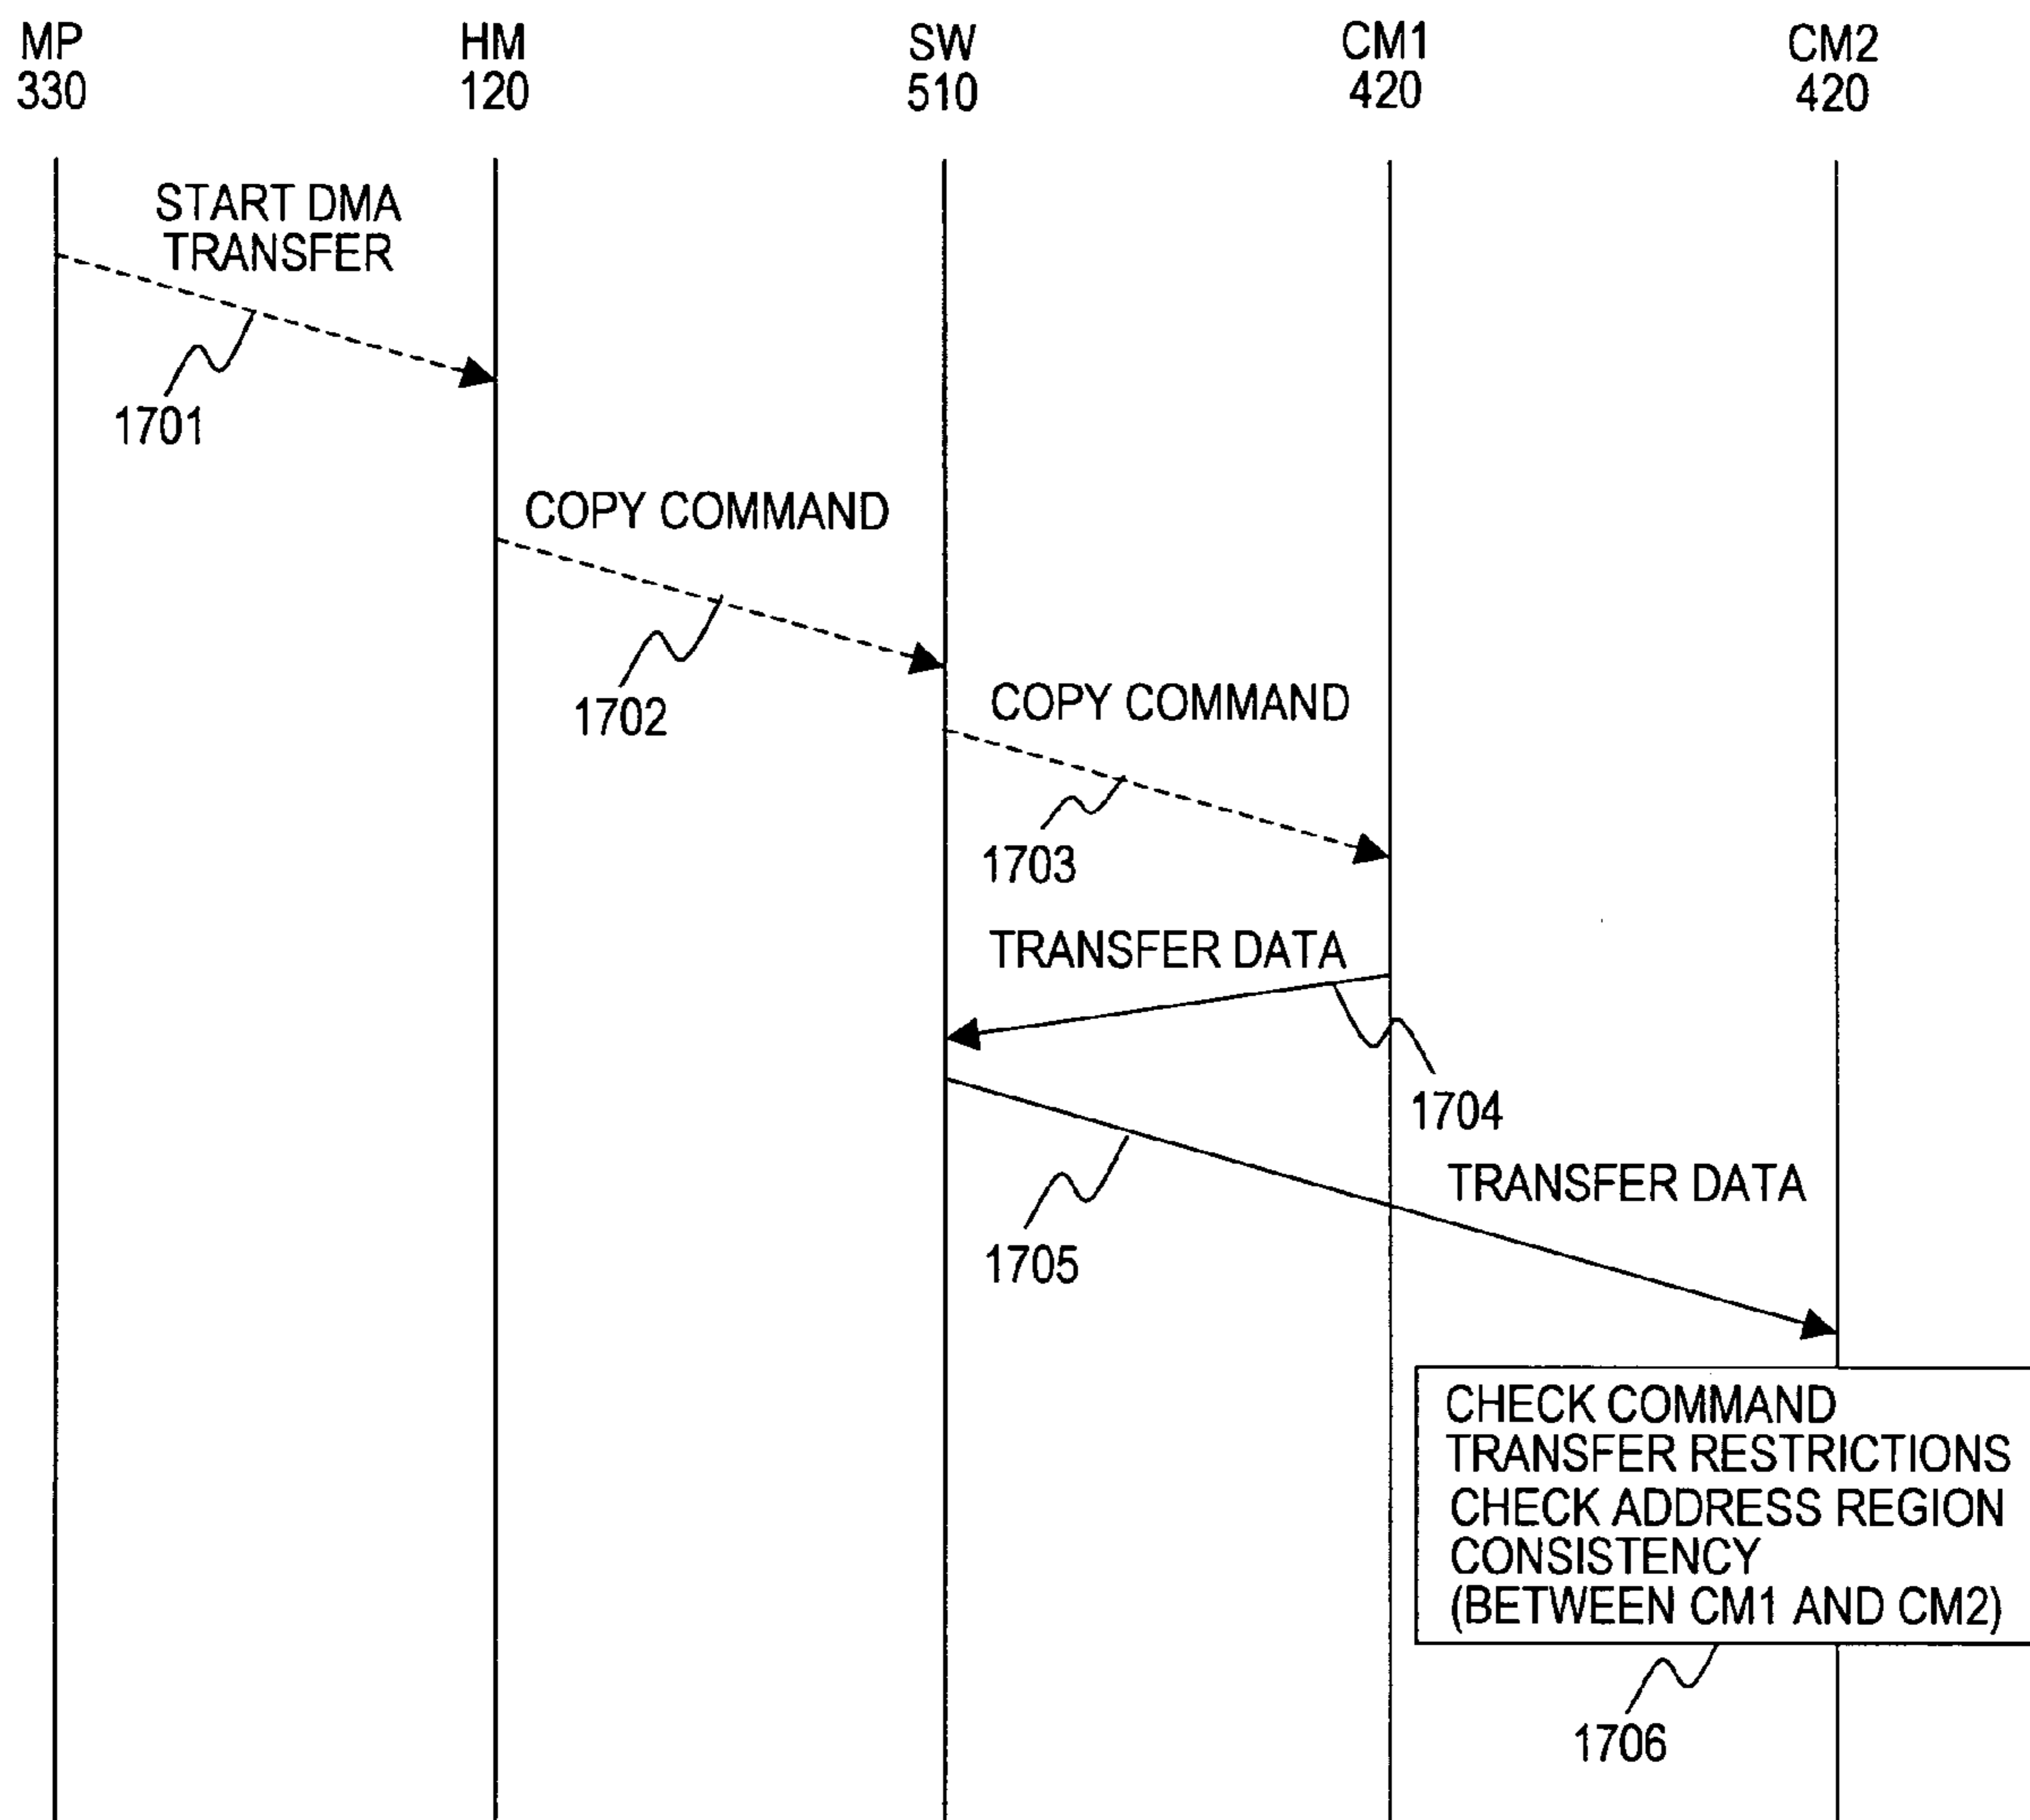 MP
330
HM
120
SW
510
CM1
420
CM2
420
START DMA
TRANSFER
1701
COPY COMMAND
1702
COPY COMMAND
1703
TRANSFER DATA
1704
TRANSFER DATA
1705
CHECK COMMAND
TRANSFER RESTRICTIONS
CHECK ADDRESS REGION
CONSISTENCY
(BETWEEN CM1 AND CM2)
1706